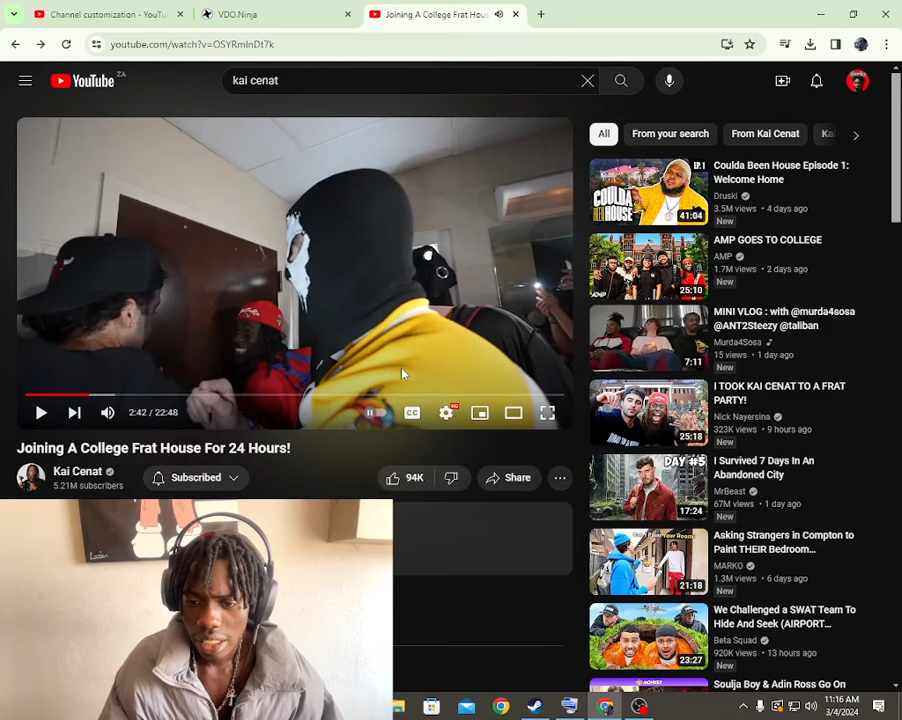 Channel customization - YouTu
VDO.Ninja
Joining A College Frat Hous
youtube.com/watch?v=OSYRmInDt7k
YouTube ZA
kai cenat
2:42 / 22:48
CC
HD
Joining A College Frat House For 24 Hours!
Kai Cenat
5.21M subscribers
Subscribed
94K
Share
All
From your search
From Kai Cenat
Kai
COULDA BEEN HOUSE
EP.1
41:04
Coulda Been House Episode 1: Welcome Home
Druski
3.5M views • 4 days ago
New
25:10
AMP GOES TO COLLEGE
AMP
1.7M views • 2 days ago
New
7:11
MINI VLOG : with @murda4sosa
@ANT2Steezy @taliban
Murda4Sosa
15 views • 1 day ago
New
25:18
I TOOK KAI CENAT TO A FRAT
PARTY!
Nick Nayersina
323K views • 9 hours ago
New
DAY #5
17:24
I Survived 7 Days In An
Abandoned City
MrBeast
67M views • 1 day ago
New
21:18
Asking Strangers in Compton to
Paint THEIR Bedroom...
MARKO
1.3M views • 6 days ago
New
23:27
We Challenged a SWAT Team To
Hide And Seek (AIRPORT...
Beta Squad
920K views • 13 hours ago
New
Soulja Boy & Adin Ross Go On
11:16 AM
3/4/2024